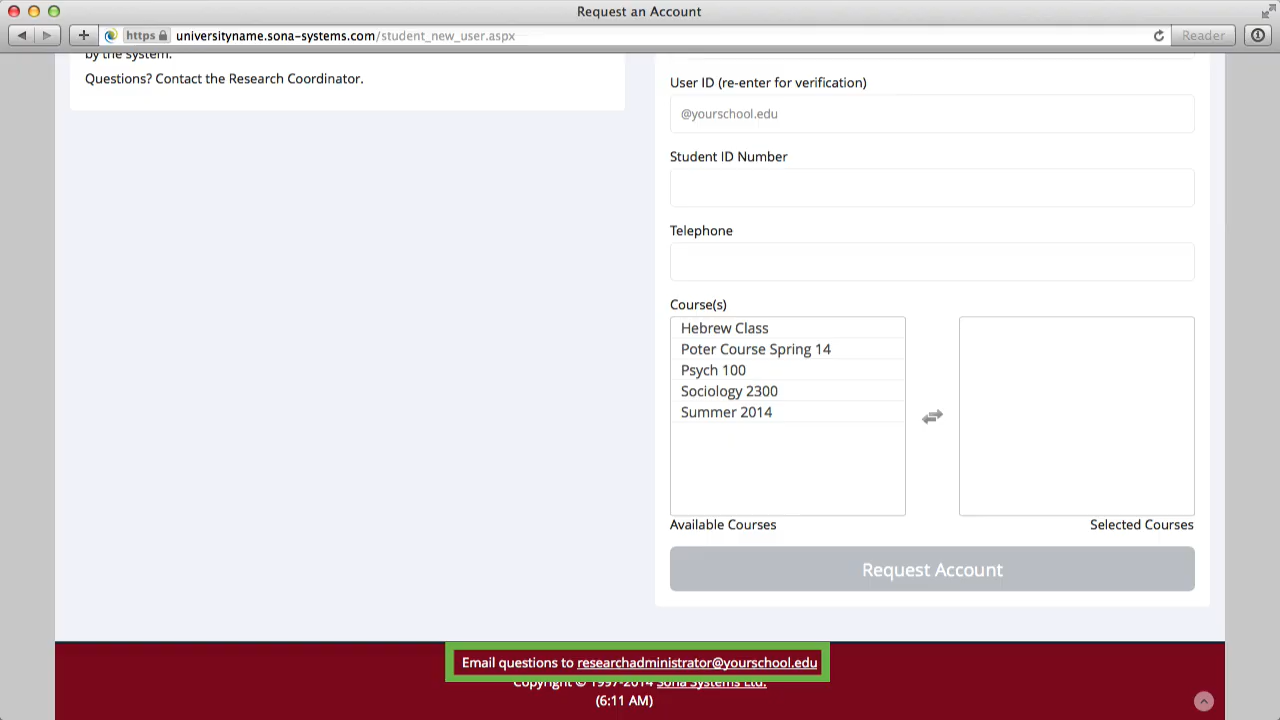 Request an Account
https universityname.sona-systems.com/student_new_user.aspx
Reader
by the system.
Questions? Contact the Research Coordinator.
User ID (re-enter for verification)
@yourschool.edu
Student ID Number
Telephone
Course(s)
Hebrew Class
Poter Course Spring 14
Psych 100
Sociology 2300
Summer 2014
Available Courses
Selected Courses
Request Account
Email questions to researchadministrator@yourschool.edu
Copyright © 1997-2014 Sona Systems Ltd.
(6:11 AM)